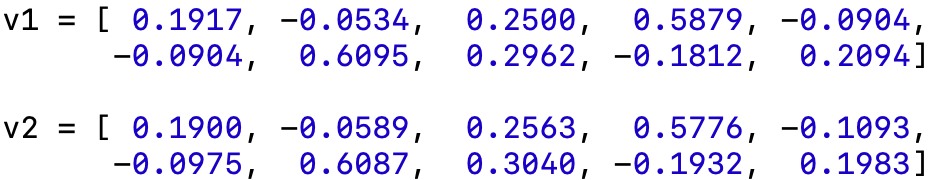 v1 = [ 0.1917, −0.0534,  0.2500,  0.5879, −0.0904,
      −0.0904,  0.6095,  0.2962, −0.1812,  0.2094]
v2 = [ 0.1900, −0.0589,  0.2563,  0.5776, −0.1093,
      −0.0975,  0.6087,  0.3040, −0.1932,  0.1983]